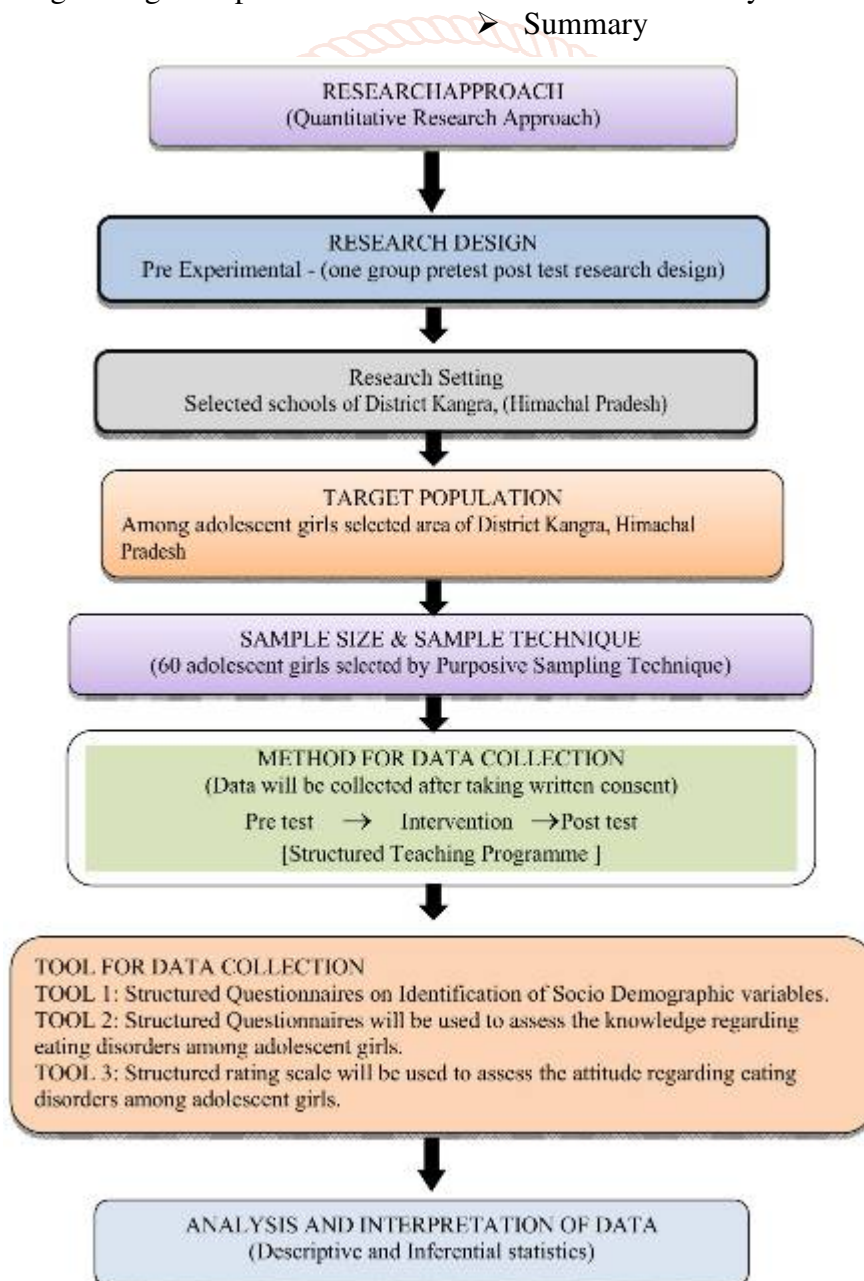 ➢ Summary
RESEARCHAPPROACH
(Quantitative Research Approach)
RESEARCH DESIGN
Pre Experimental - (one group pretest post test research design)
Research Setting
Selected schools of District Kangra, (Himachal Pradesh)
TARGET POPULATION
Among adolescent girls selected area of District Kangra, Himachal
Pradesh
SAMPLE SIZE & SAMPLE TECHNIQUE
(60 adolescent girls selected by Purposive Sampling Technique)
METHOD FOR DATA COLLECTION
(Data will be collected after taking written consent)
Pre test → Intervention →Post test
[Structured Teaching Programme ]
TOOL FOR DATA COLLECTION
TOOL 1: Structured Questionnaires on Identification of Socio Demographic variables.
TOOL 2: Structured Questionnaires will be used to assess the knowledge regarding
eating disorders among adolescent girls.
TOOL 3: Structured rating scale will be used to assess the attitude regarding eating
disorders among adolescent girls.
ANALYSIS AND INTERPRETATION OF DATA
(Descriptive and Inferential statistics)